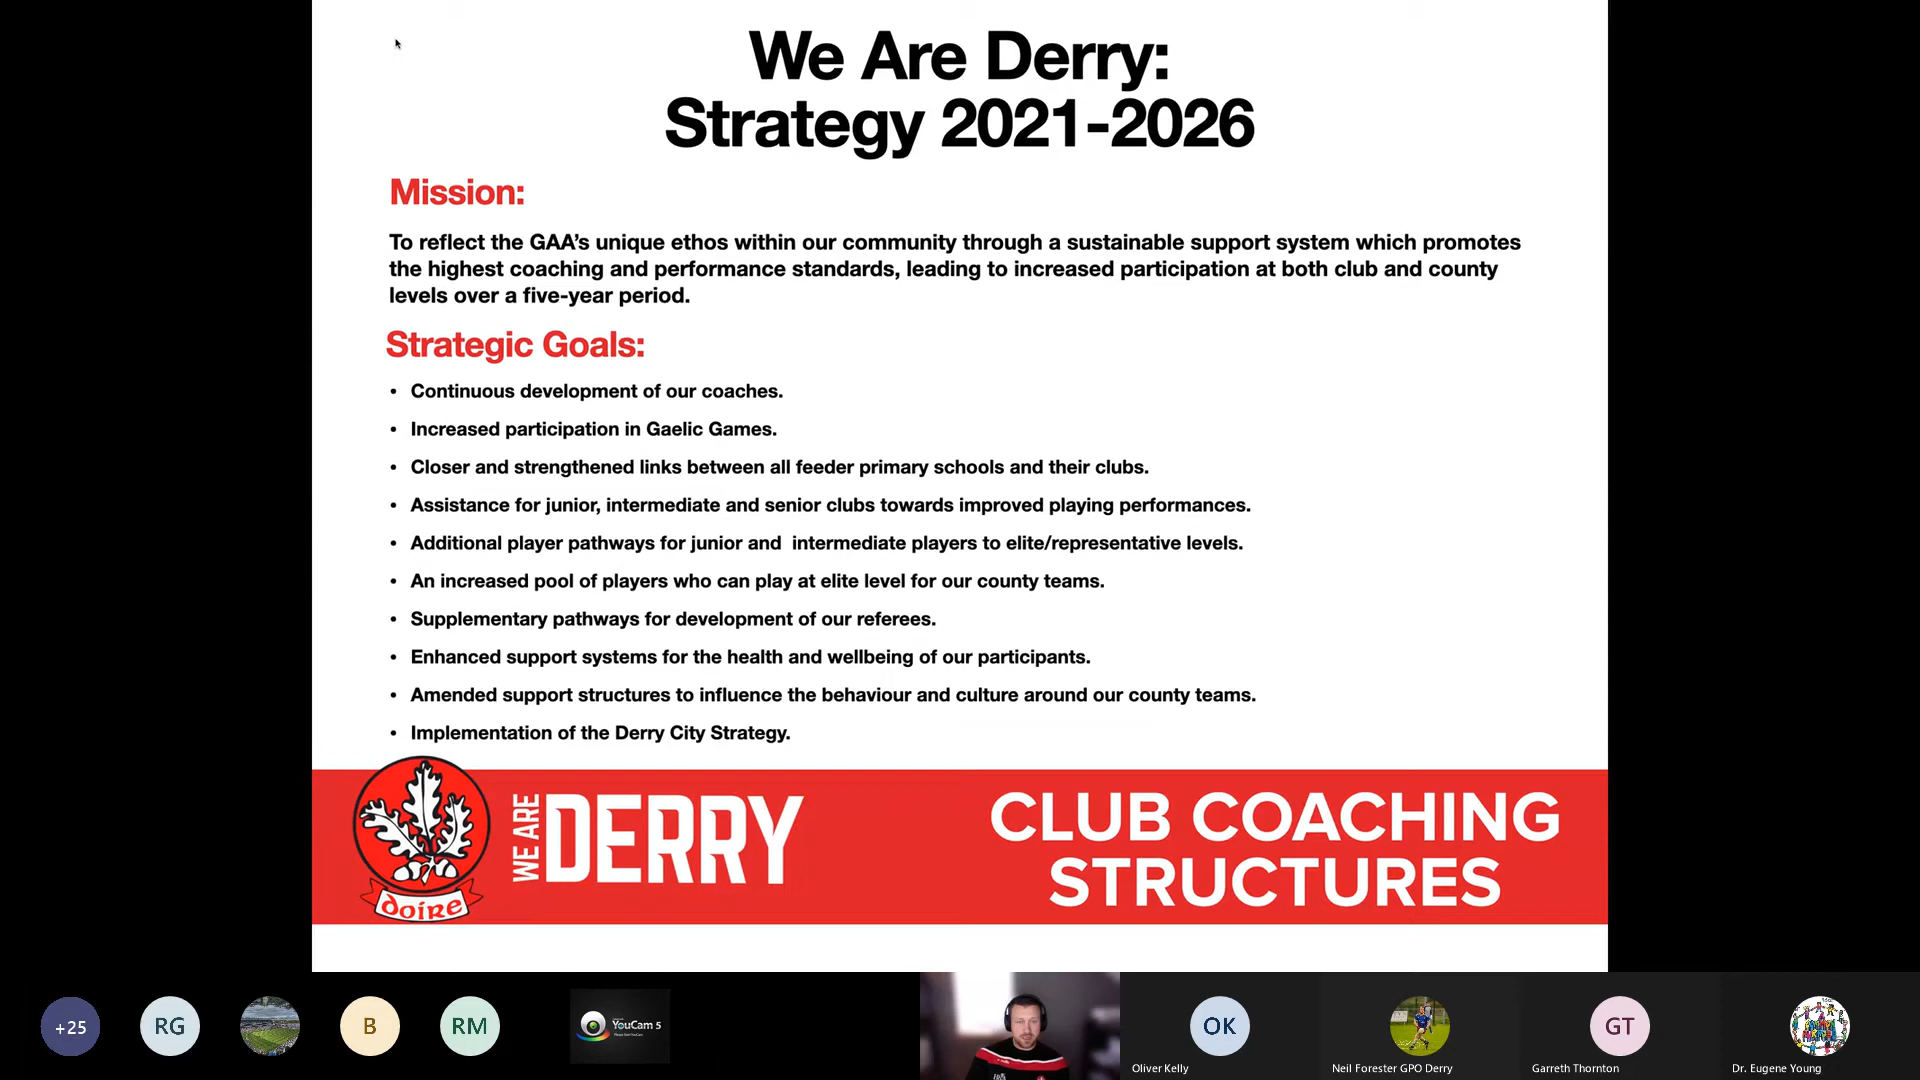 We Are Derry:
Strategy 2021-2026
Mission:
To reflect the GAA’s unique ethos within our community through a sustainable support system which promotes
the highest coaching and performance standards, leading to increased participation at both club and county
levels over a five-year period.
Strategic Goals:
• Continuous development of our coaches.
• Increased participation in Gaelic Games.
• Closer and strengthened links between all feeder primary schools and their clubs.
• Assistance for junior, intermediate and senior clubs towards improved playing performances.
• Additional player pathways for junior and  intermediate players to elite/representative levels.
• An increased pool of players who can play at elite level for our county teams.
• Supplementary pathways for development of our referees.
• Enhanced support systems for the health and wellbeing of our participants.
• Amended support structures to influence the behaviour and culture around our county teams.
• Implementation of the Derry City Strategy.
doire
WE ARE
DERRY
CLUB COACHING
STRUCTURES
+25
RG
B
RM
YouCam 5
OK
GT
Oliver Kelly
Neil Forester GPO Derry
Garreth Thornton
Dr. Eugene Young